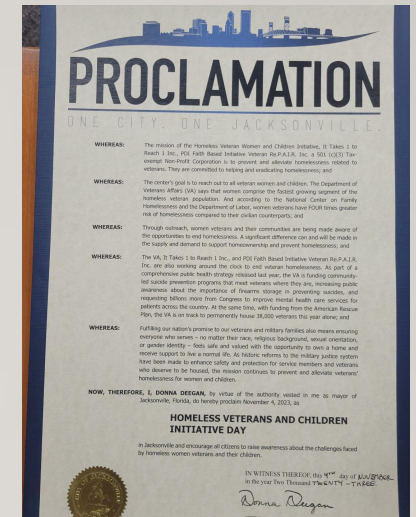 PROCLAMATION
ONE CITY. ONE JACKSONVILLE.
WHEREAS: The mission of the Homeless Veteran Women and Children Initiative, It Takes 1 to
Reach 1 Inc., PDI Faith Based Initiative Veteran Re.P.A.I.R. Inc. a 501 (c)(3) Tax-
exempt Non-Profit Corporation is to prevent and alleviate homelessness related to
veterans. They are committed to helping and eradicating homelessness; and
WHEREAS: The center's goal is to reach out to all veteran women and children. The Department of
Veterans Affairs (VA) says that women comprise the fastest growing segment of the
homeless veteran population. And according to the National Center on Family
Homelessness and the Department of Labor, women veterans have FOUR times greater
risk of homelessness compared to their civilian counterparts; and
WHEREAS: Through outreach, women veterans and their communities are being made aware of
the opportunities to end homelessness. A significant difference can and will be made in
the supply and demand to support homeownership and prevent homelessness; and
WHEREAS: The VA, It Takes 1 to Reach 1 Inc., and PDI Faith Based Initiative Veteran Re.P.A.I.R.
Inc. are also working around the clock to end veteran homelessness. As part of a
comprehensive public health strategy released last year, the VA is funding community-
led suicide prevention programs that meet veterans where they are, increasing public
awareness about the importance of firearms storage in preventing suicides, and
requesting billions more from Congress to improve mental health care services for
patients across the country. At the same time, with funding from the American Rescue
Plan, the VA is on track to permanently house 38,000 veterans this year alone; and
WHEREAS: Fulfilling our nation's promise to our veterans and military families also means ensuring
everyone who serves – no matter their race, religious background, sexual orientation,
or gender identity – feels safe and valued with the opportunity to own a home and
receive support to live a normal life. As historic reforms to the military justice system
have been made to enhance safety and protection for service members and veterans
who deserve to be housed, the mission continues to prevent and alleviate veterans'
homelessness for women and children.
NOW, THEREFORE, I, DONNA DEEGAN, by virtue of the authority vested in me as mayor of
Jacksonville, Florida, do hereby proclaim November 4, 2023, as
HOMELESS VETERANS AND CHILDREN
INITIATIVE DAY
in Jacksonville and encourage all citizens to raise awareness about the challenges faced
by homeless women veterans and their children.
IN WITNESS THEREOF, this 4TH day of NOVEMBER
in the year Two Thousand TWENTY-THREE.
Donna Deegan